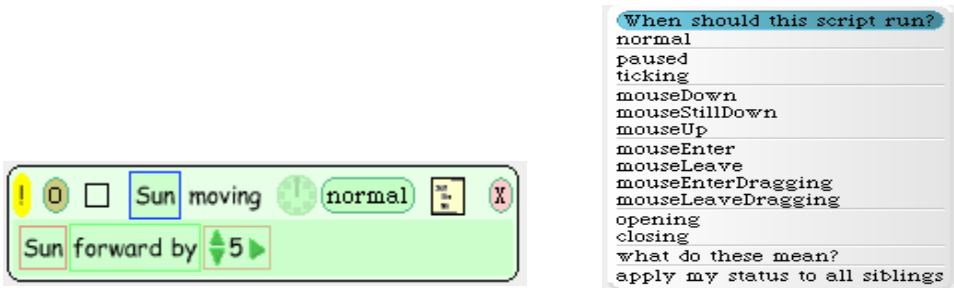 ! O Sun moving normal X
Sun forward by 5
When should this script run?
normal
paused
ticking
mouseDown
mouseStillDown
mouseUp
mouseEnter
mouseLeave
mouseEnterDragging
mouseLeaveDragging
opening
closing
what do these mean?
apply my status to all siblings